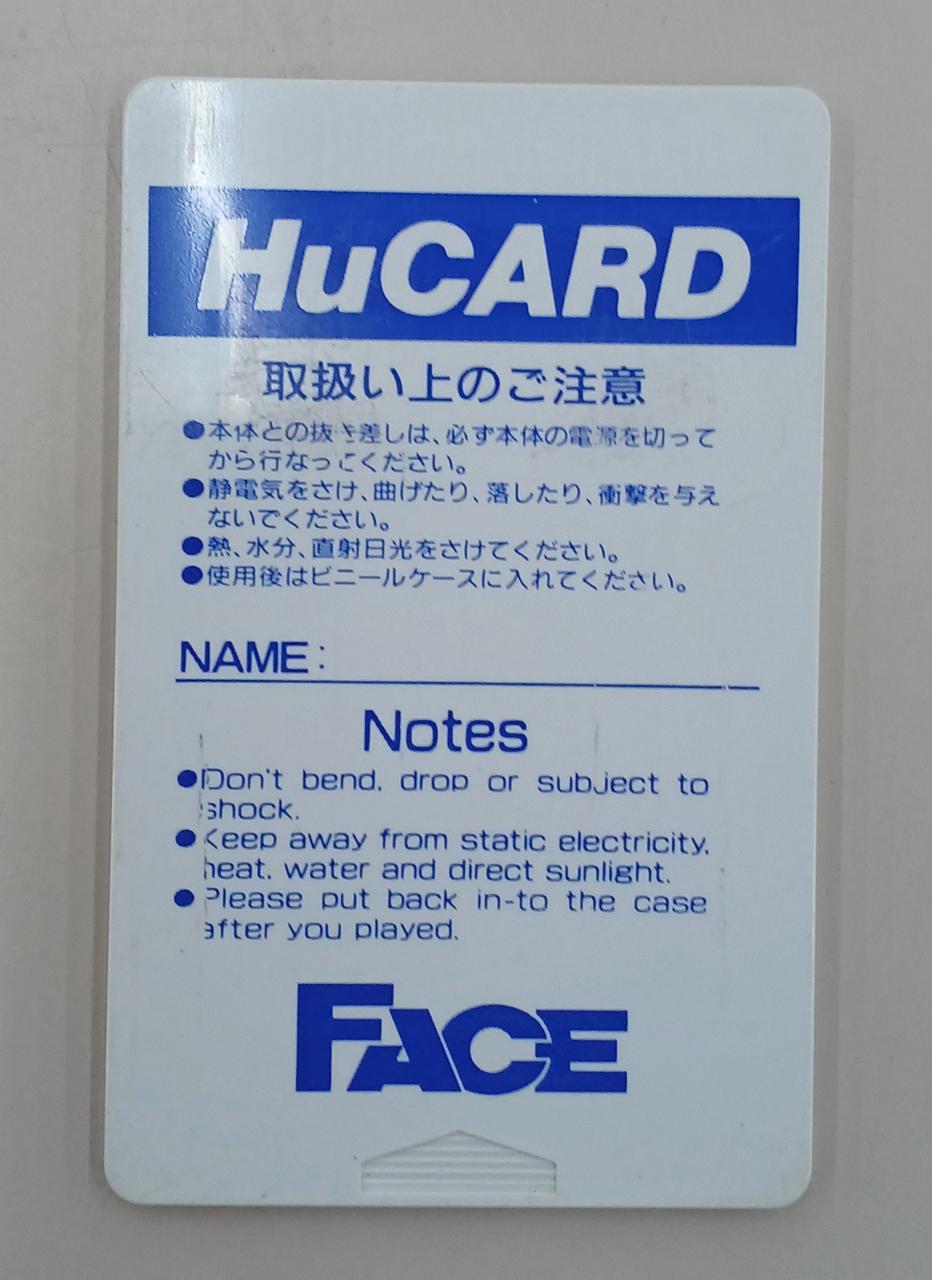 HuCARD
取扱い上のご注意
●本体との抜き差しは、必ず本体の電源を切って
から行なってください。
●静電気をさけ、曲げたり、落したり、衝撃を与え
ないでください。
●熱、水分、直射日光をさけてください。
●使用後はビニールケースに入れてください。
NAME:
Notes
●Don't bend, drop or subject to
shock.
●Keep away from static electricity,
heat, water and direct sunlight.
●Please put back in-to the case
after you played.
FACE